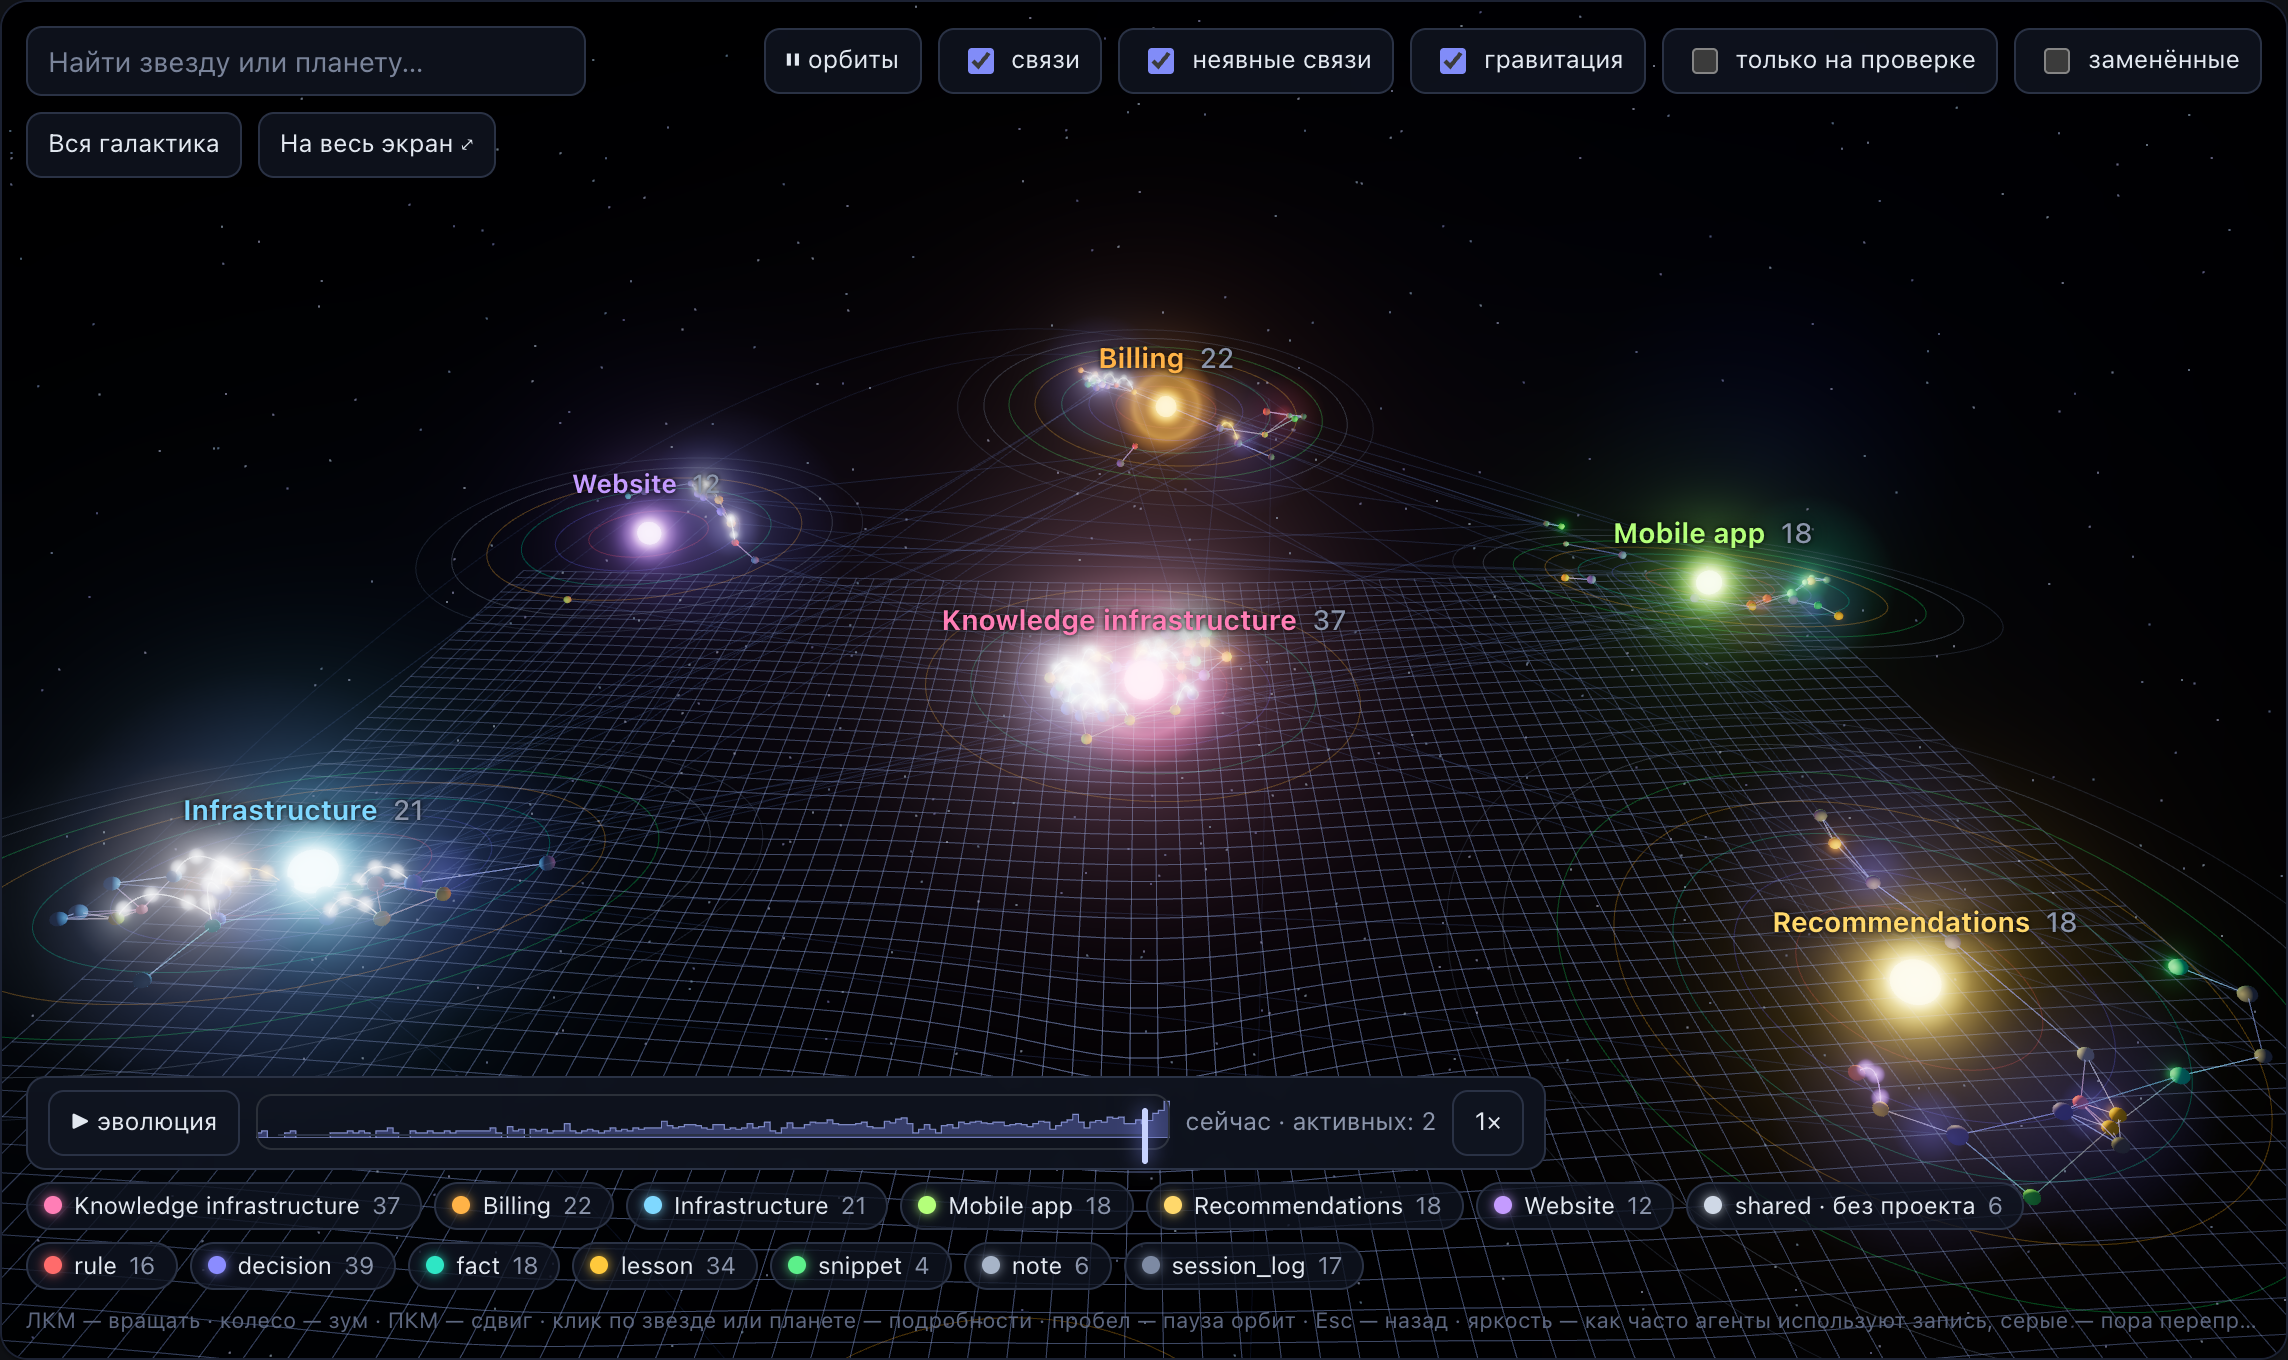 Найти звезду или планету...
орбиты
связи
неявные связи
гравитация
только на проверке
заменённые
Вся галактика
На весь экран ⤢
Billing 22
Website 12
Mobile app 18
Knowledge infrastructure 37
Infrastructure 21
Recommendations 18
эволюция
сейчас · активных: 2
1×
Knowledge infrastructure 37
Billing 22
Infrastructure 21
Mobile app 18
Recommendations 18
Website 12
shared · без проекта 6
rule 16
decision 39
fact 18
lesson 34
snippet 4
note 6
session_log 17
ЛКМ — вращать · колесо — зум · ПКМ — сдвиг · клик по звезде или планете — подробности · пробел — пауза орбит · Esc — назад · яркость — как часто агенты используют запись, серые — пора перепр...